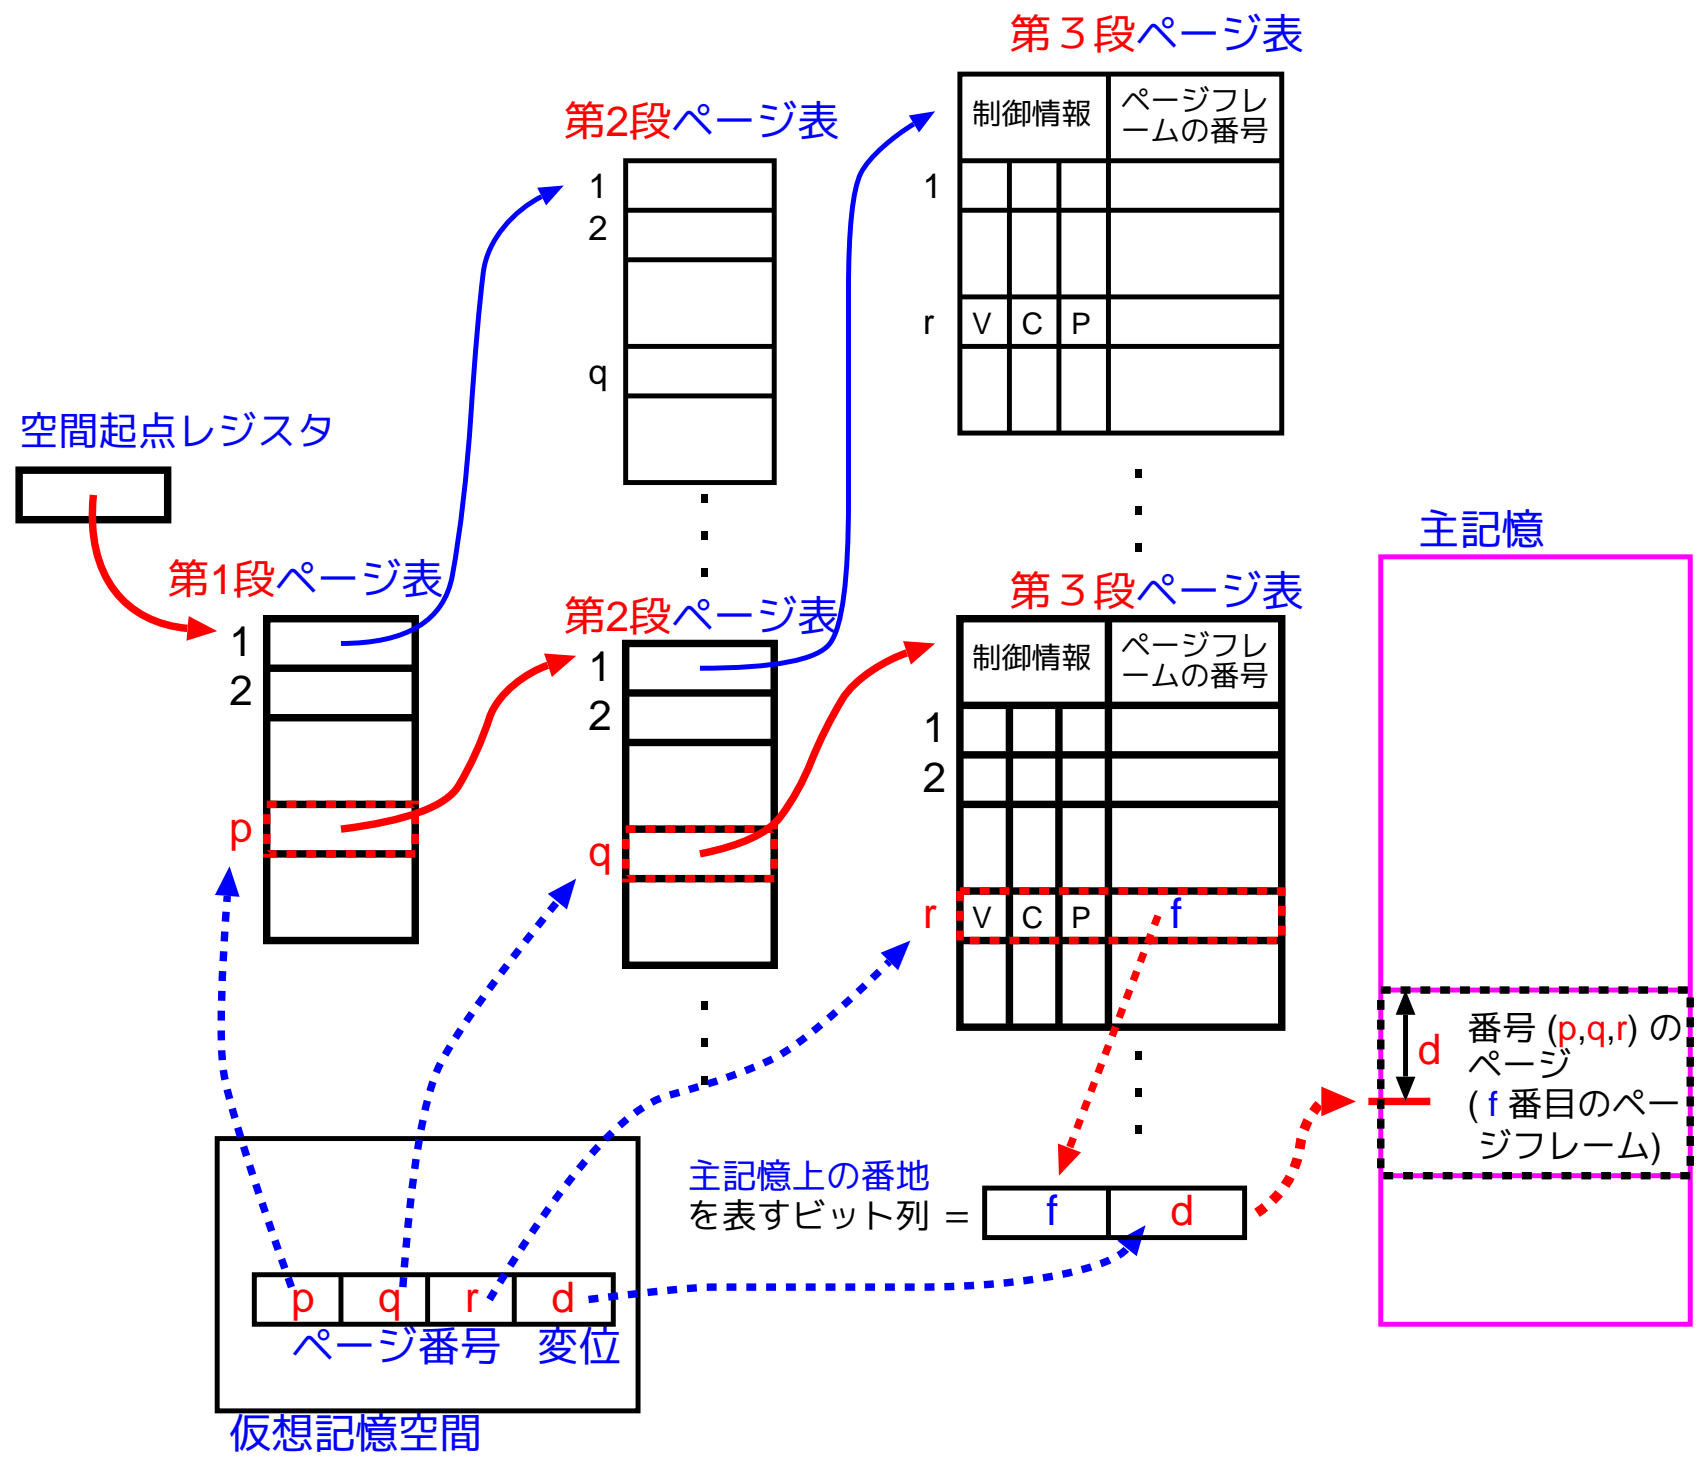 第３段ページ表
制御情報
ページフレ
ームの番号
1
r
V C P
第2段ページ表
1
2
q
空間起点レジスタ
第1段ページ表
1
2
p
第2段ページ表
1
2
q
第３段ページ表
制御情報
ページフレ
ームの番号
1
2
r
V C P f
主記憶
d
番号 (p,q,r) の
ページ
( f 番目のペー
ジフレーム)
主記憶上の番地
を表すビット列 =
f d
p q r d
ページ番号 変位
仮想記憶空間